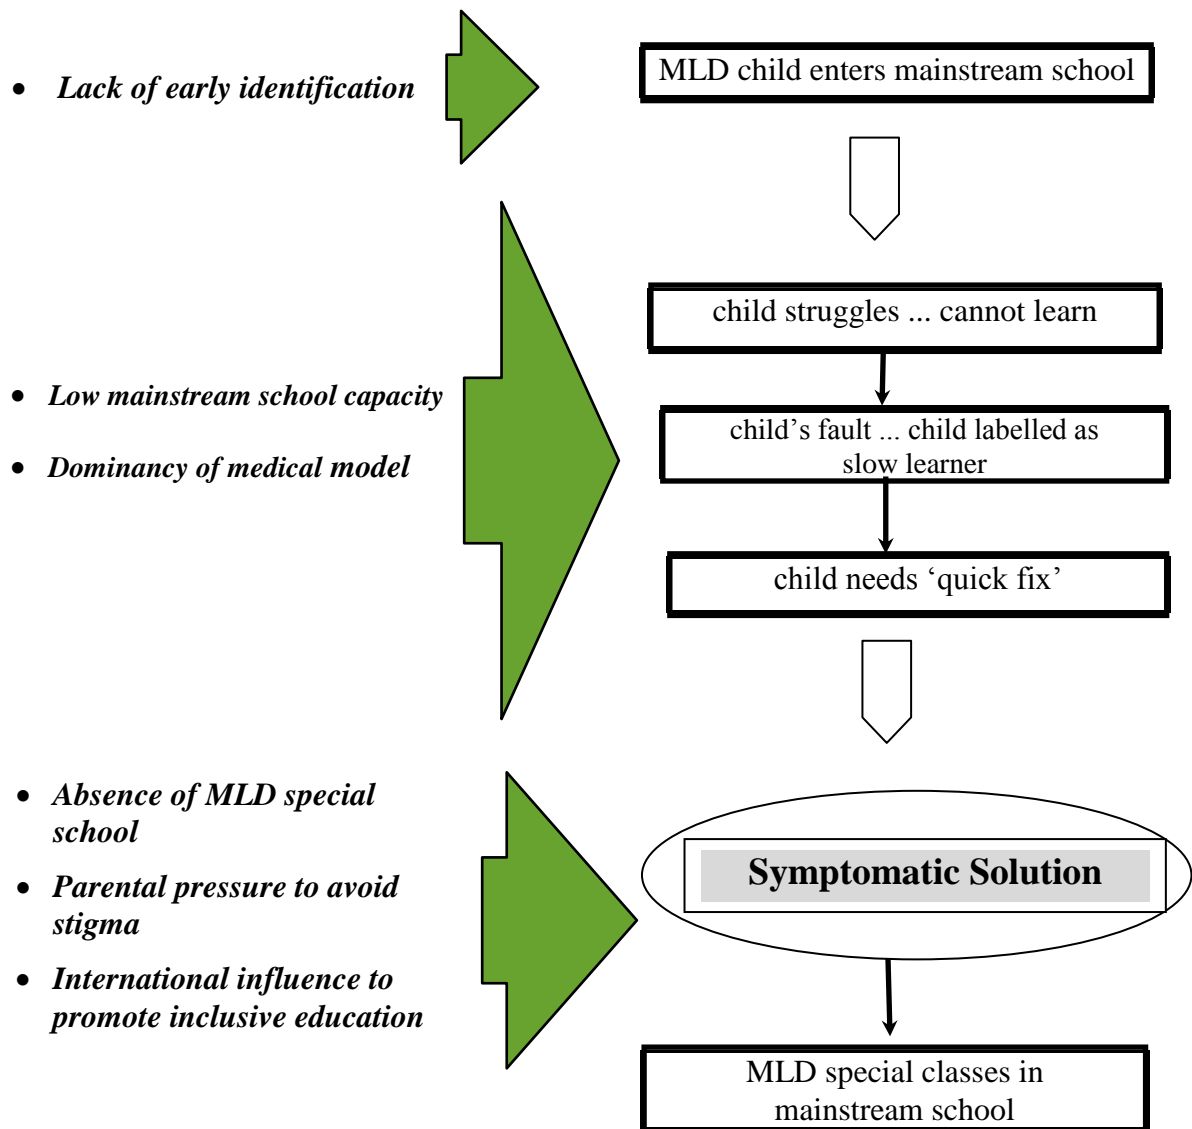 • Lack of early identification
MLD child enters mainstream school
child struggles ... cannot learn
• Low mainstream school capacity
• Dominancy of medical model
child’s fault ... child labelled as
slow learner
child needs ‘quick fix’
• Absence of MLD special
school
• Parental pressure to avoid
stigma
• International influence to
promote inclusive education
Symptomatic Solution
MLD special classes in
mainstream school